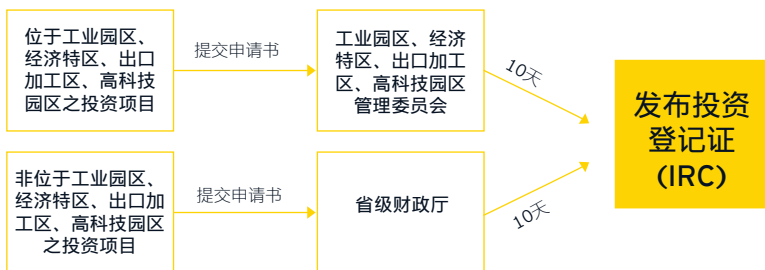 位于工业园区、
经济特区、出口
加工区、高科技
园区之投资项目
提交申请书
工业园区、经济
特区、出口加工
区、高科技园区
管理委员会
10天
发布投资
登记证
(IRC)
非位于工业园区、
经济特区、出口加
工区、高科技园区
之投资项目
提交申请书
省级财政厅
10天